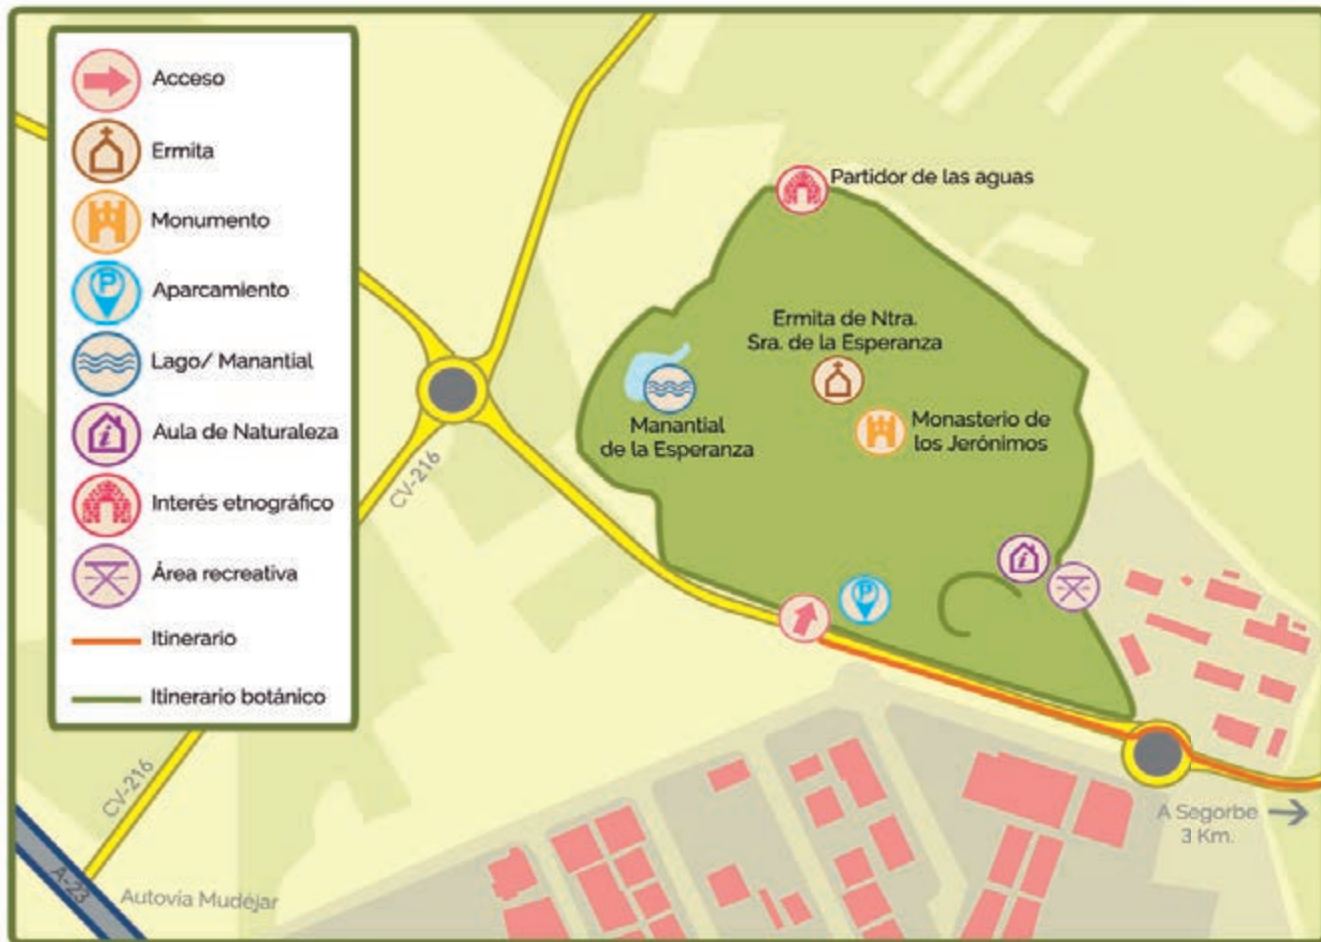 Acceso
Ermita
Monumento
P
Aparcamiento
Lago/ Manantial
i
Aula de Naturaleza
Interés etnográfico
Área recreativa
Itinerario
Itinerario botánico
Partidor de las aguas
Ermita de Ntra.
Sra. de la Esperanza
Monasterio de
los Jerónimos
Manantial
de la Esperanza
i
P
CV-216
CV-216
A-23
Autovía Mudéjar
A Segorbe
3 Km.